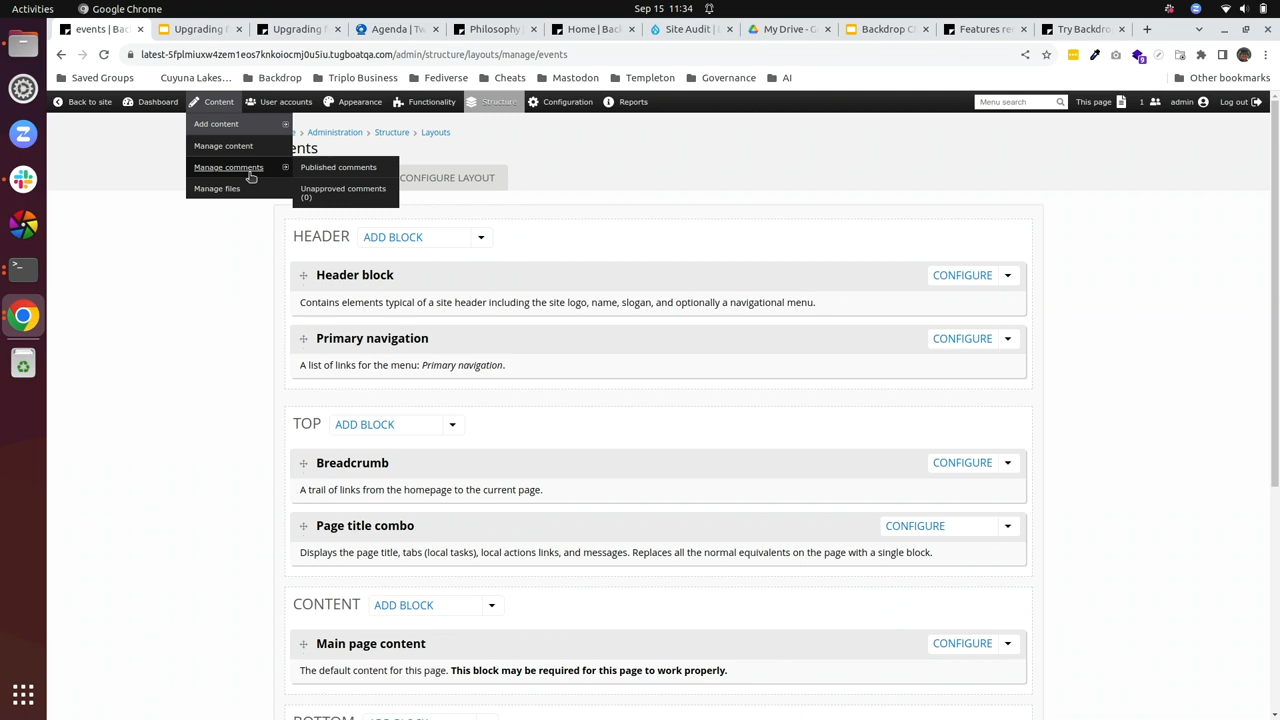 Activities
Google Chrome
Sep 15 11:34
events | Bac
Upgrading f
Upgrading f
Agenda | Tw
Philosophy
Home | Back
Site Audit | S
My Drive - G
Backdrop C
Features re
Try Backdro
latest-5fplmiuxw4zem1eos7knkoiocmj0u5iu.tugboatqa.com/admin/structure/layouts/manage/events
Saved Groups
Cuyuna Lakes...
Backdrop
Triplo Business
Fediverse
Cheats
Mastodon
Templeton
Governance
AI
Other bookmarks
Back to site
Dashboard
Content
User accounts
Appearance
Functionality
Structure
Configuration
Reports
Menu search
This page
1
admin
Log out
Add content
Manage content
Manage comments
Manage files
Published comments
Unapproved comments
(0)
e › Administration › Structure › Layouts
ents
CONFIGURE LAYOUT
HEADER ADD BLOCK
Header block CONFIGURE
Contains elements typical of a site header including the site logo, name, slogan, and optionally a navigational menu.
Primary navigation CONFIGURE
A list of links for the menu: Primary navigation.
TOP ADD BLOCK
Breadcrumb CONFIGURE
A trail of links from the homepage to the current page.
Page title combo CONFIGURE
Displays the page title, tabs (local tasks), local actions links, and messages. Replaces all the normal equivalents on the page with a single block.
CONTENT ADD BLOCK
Main page content CONFIGURE
The default content for this page. This block may be required for this page to work properly.
BOTTOM ADD BLOCK